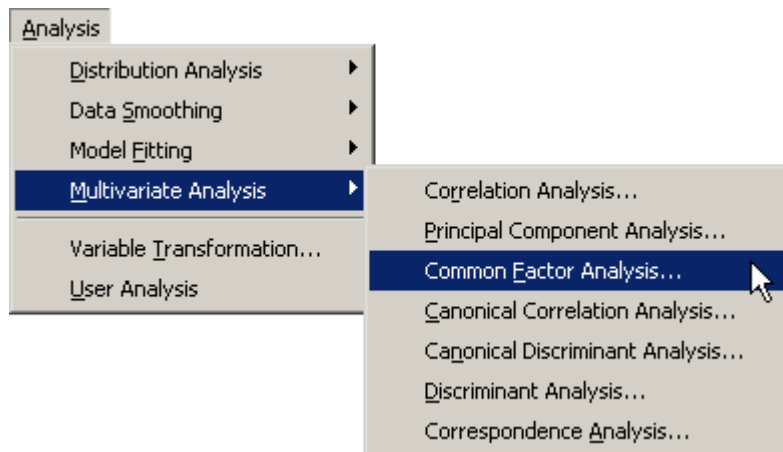 Analysis
Distribution Analysis
Data Smoothing
Model Fitting
Multivariate Analysis
Variable Transformation...
User Analysis
Correlation Analysis...
Principal Component Analysis...
Common Factor Analysis...
Canonical Correlation Analysis...
Canonical Discriminant Analysis...
Discriminant Analysis...
Correspondence Analysis...